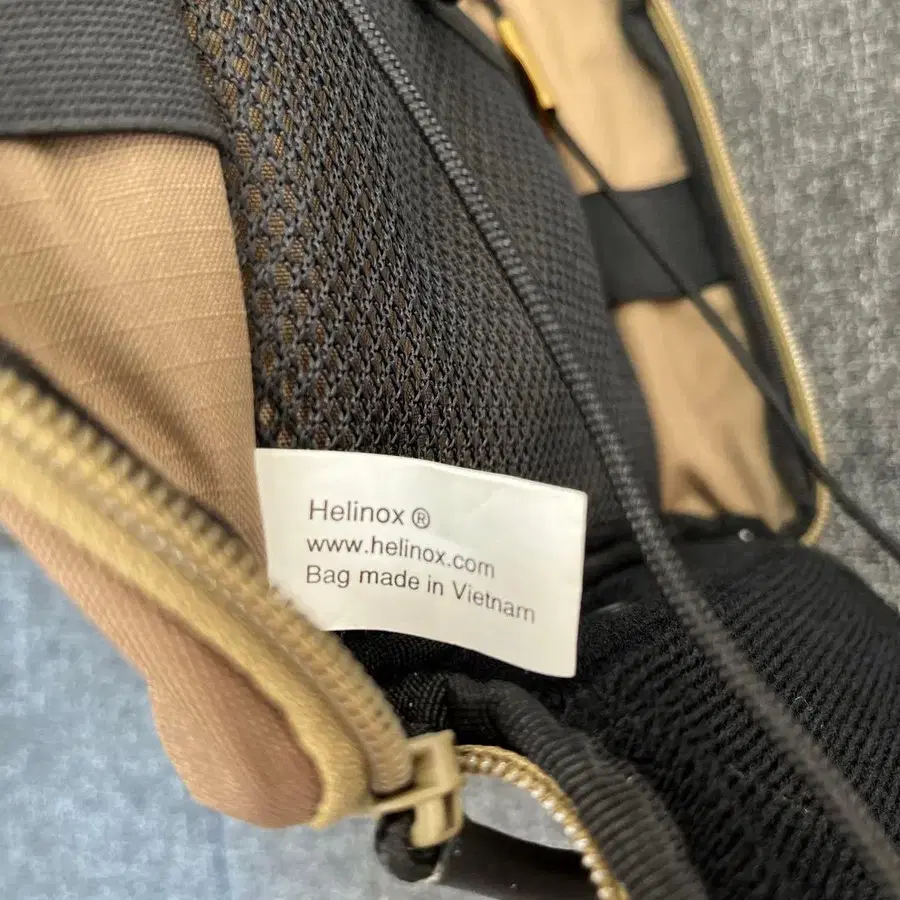 Helinox ®
www.helinox.com
Bag made in Vietnam